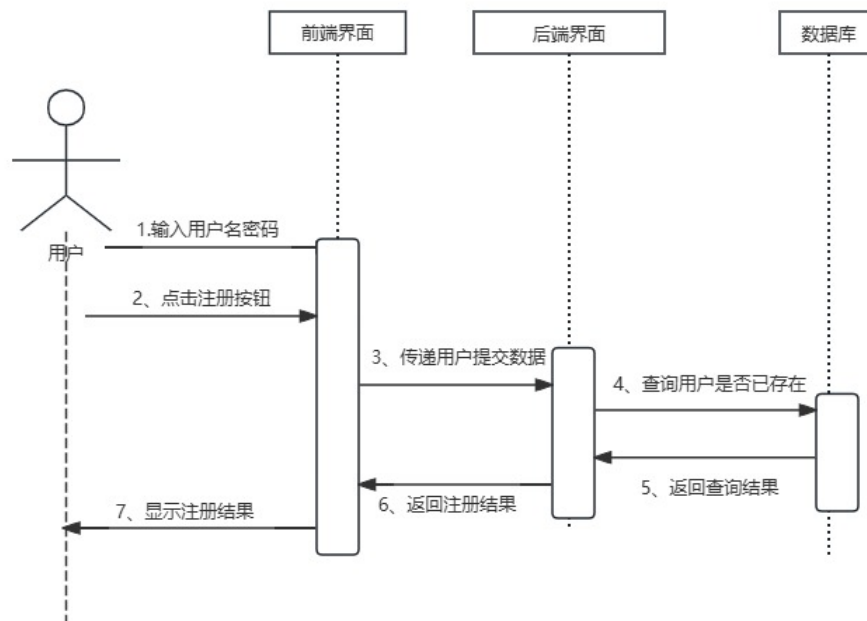 前端界面
后端界面
数据库
用户
1.输入用户名密码
2、点击注册按钮
3、传递用户提交数据
4、查询用户是否已存在
5、返回查询结果
6、返回注册结果
7、显示注册结果